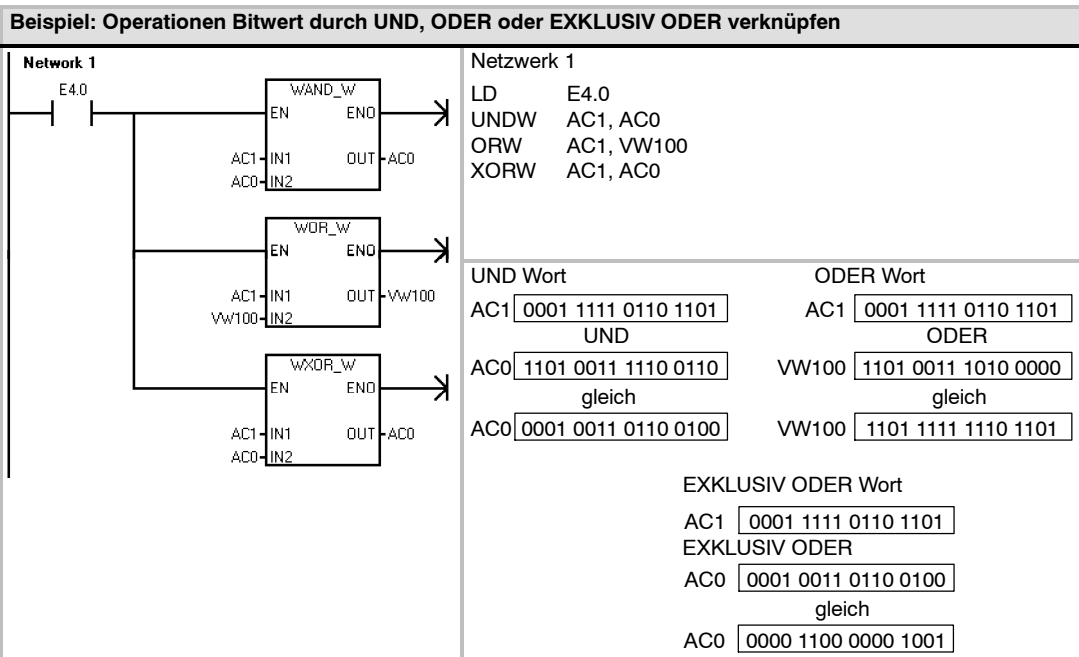 Beispiel: Operationen Bitwert durch UND, ODER oder EXKLUSIV ODER verknüpfen
Network 1
E4.0
WAND_W
EN ENO
AC1 IN1 OUT AC0
AC0 IN2
WOR_W
EN ENO
AC1 IN1 OUT VW100
VW100 IN2
WXOR_W
EN ENO
AC1 IN1 OUT AC0
AC0 IN2
Netzwerk 1
LD E4.0
UNDW AC1, AC0
ORW AC1, VW100
XORW AC1, AC0
UND Wort
AC1 0001 1111 0110 1101
UND
AC0 1101 0011 1110 0110
gleich
AC0 0001 0011 0110 0100
ODER Wort
AC1 0001 1111 0110 1101
ODER
VW100 1101 0011 1010 0000
gleich
VW100 1101 1111 1110 1101
EXKLUSIV ODER Wort
AC1 0001 1111 0110 1101
EXKLUSIV ODER
AC0 0001 0011 0110 0100
gleich
AC0 0000 1100 0000 1001